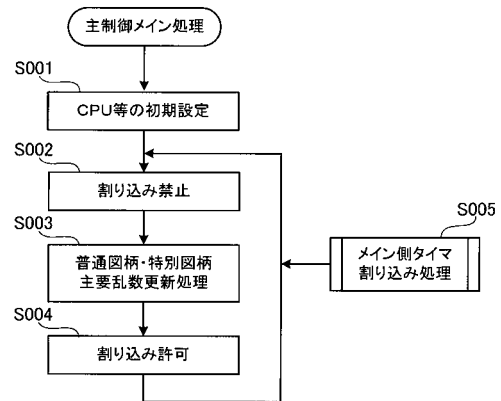 主制御メイン処理
S001
CPU等の初期設定
S002
割り込み禁止
S003
普通図柄・特別図柄
主要乱数更新処理
S004
割り込み許可
S005
メイン側タイマ
割り込み処理